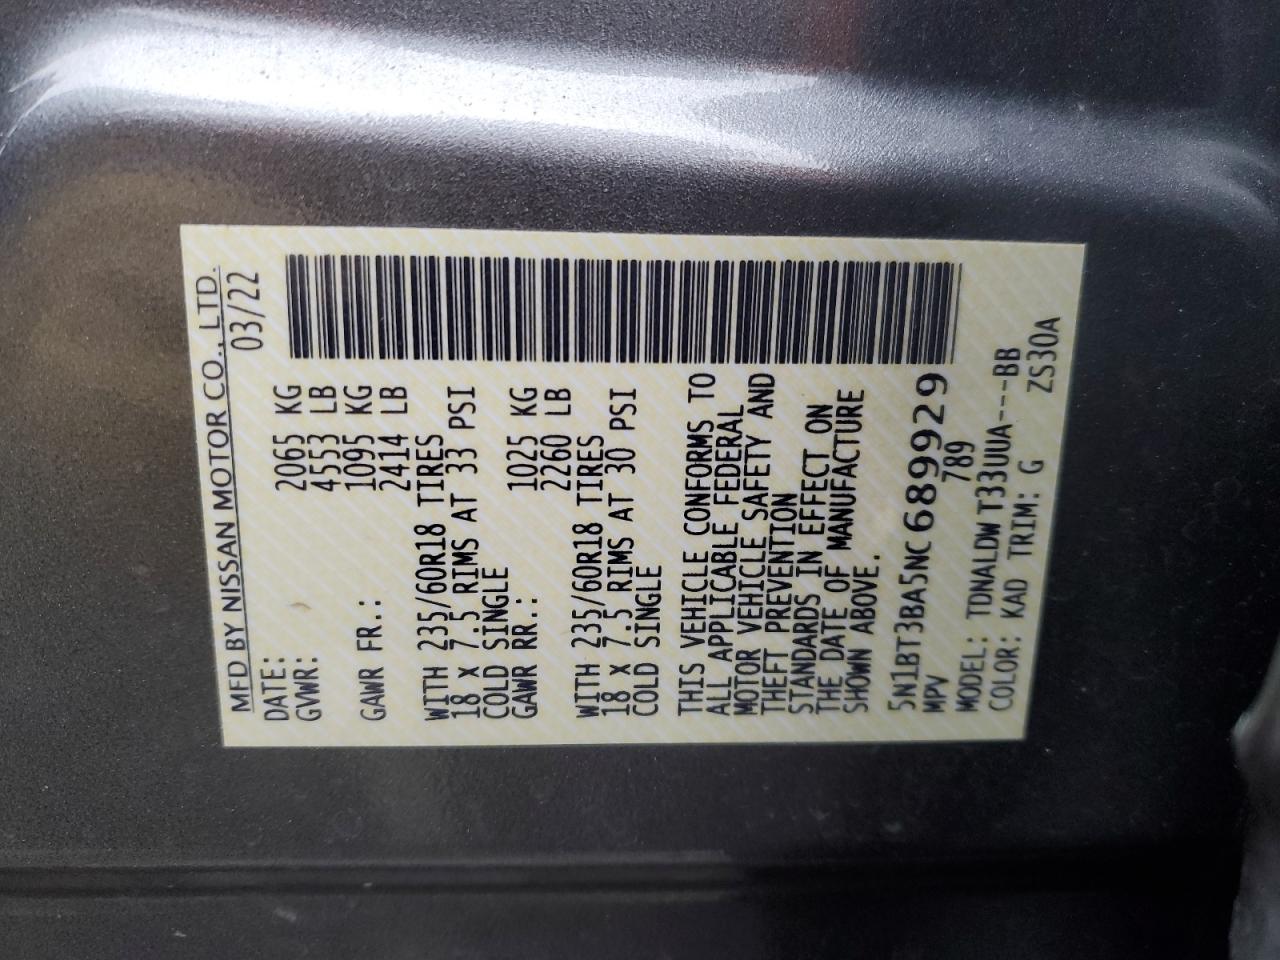 MFD BY NISSAN MOTOR CO., LTD.
DATE: 03/22
GVWR: 2065 KG
4553 LB
GAWR FR.: 1095 KG
2414 LB
WITH 235/60R18 TIRES
18 x 7.5 RIMS AT 33 PSI
COLD SINGLE
GAWR RR.: 1025 KG
2260 LB
WITH 235/60R18 TIRES
18 x 7.5 RIMS AT 30 PSI
COLD SINGLE
THIS VEHICLE CONFORMS TO
ALL APPLICABLE FEDERAL
MOTOR VEHICLE SAFETY AND
THEFT PREVENTION
STANDARDS IN EFFECT ON
THE DATE OF MANUFACTURE
SHOWN ABOVE.
5N1BT3BA5NC689929
MPV 789
MODEL: TDNALDW T33UUA---BB
COLOR: KAD TRIM: G ZS30A